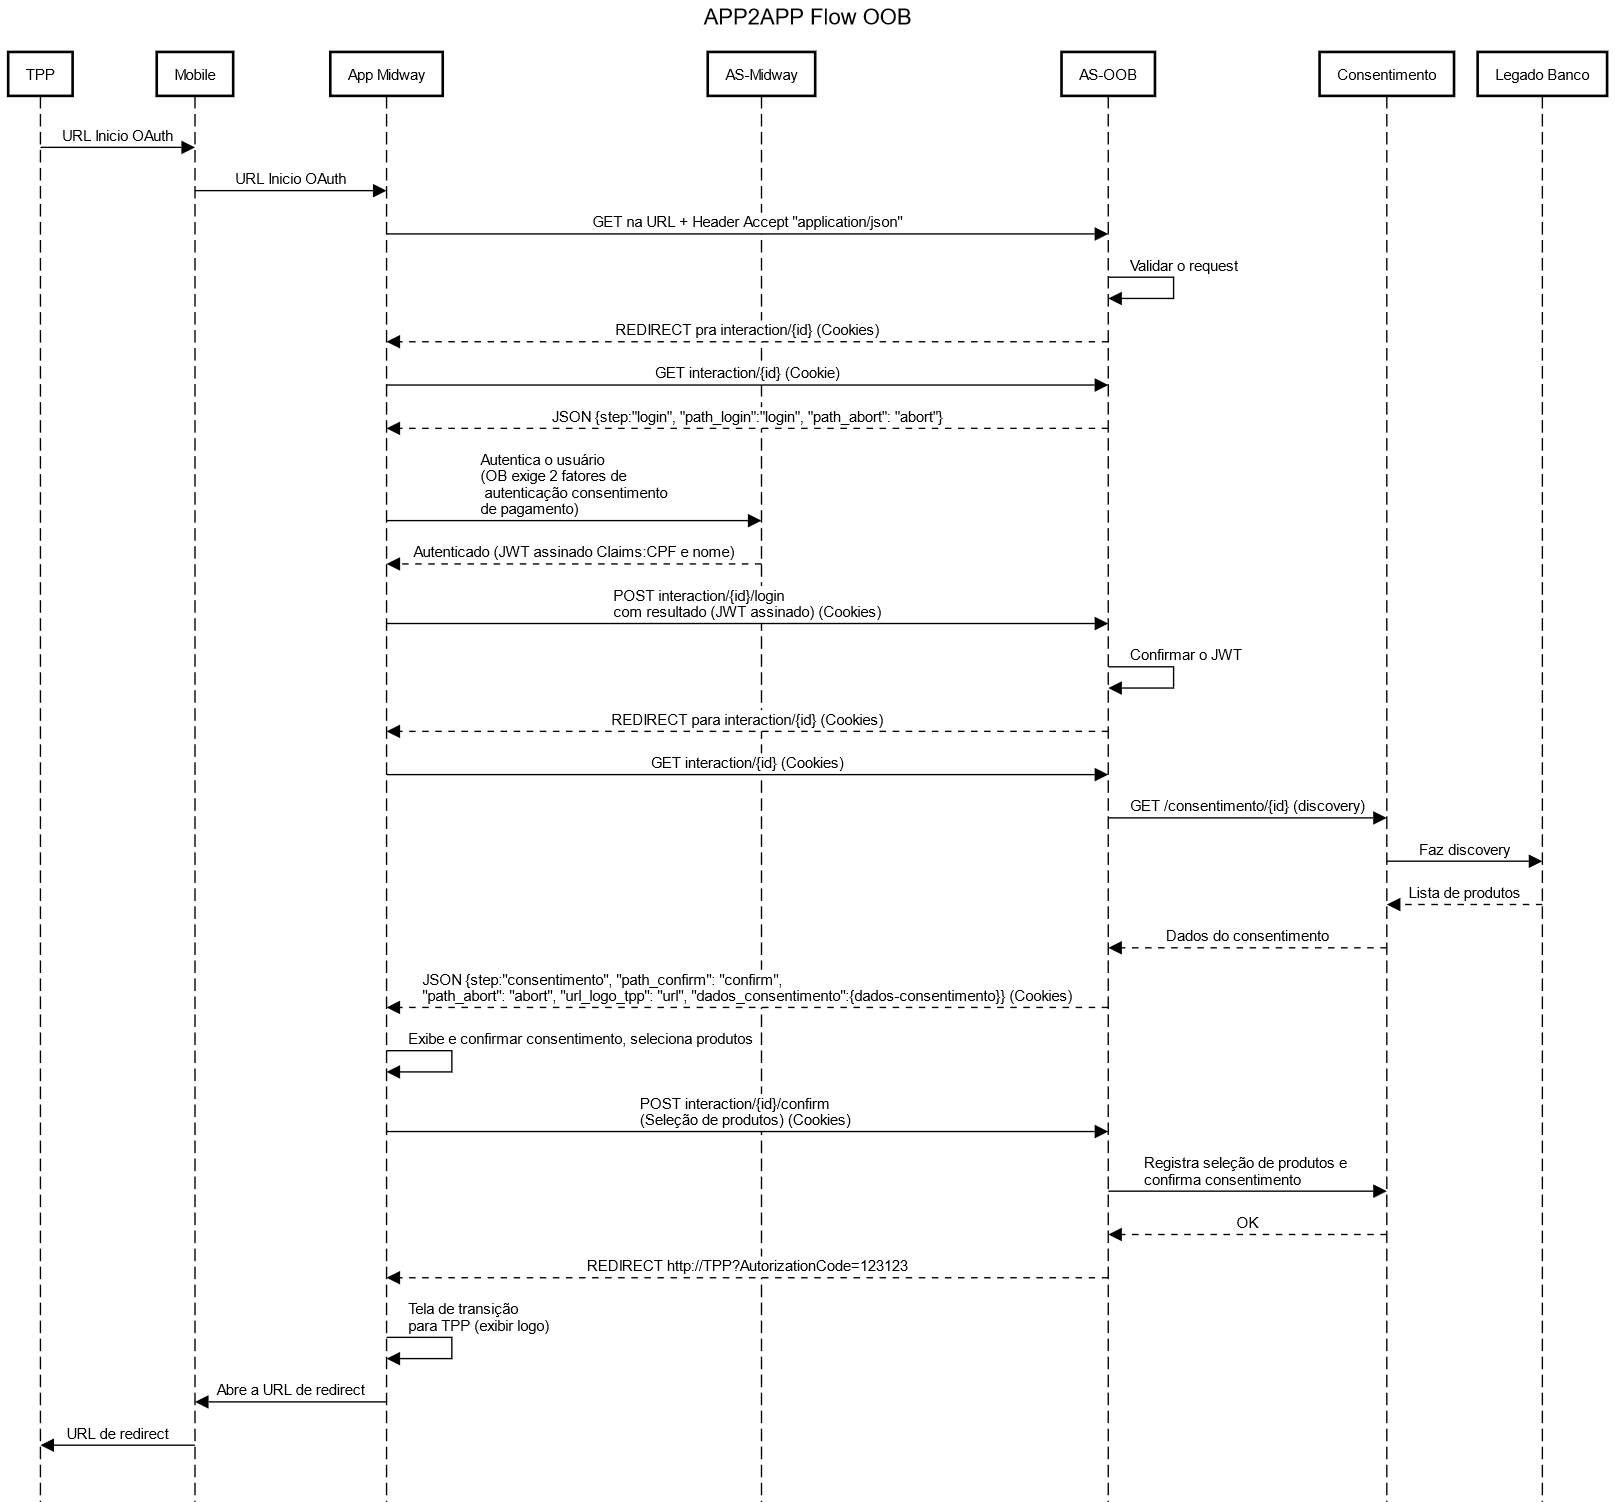 APP2APP Flow OOB
TPP
Mobile
App Midway
AS-Midway
AS-OOB
Consentimento
Legado Banco
URL Inicio OAuth
URL Inicio OAuth
GET na URL + Header Accept "application/json"
Validar o request
REDIRECT pra interaction/{id} (Cookies)
GET interaction/{id} (Cookie)
JSON {step:"login", "path_login":"login", "path_abort": "abort"}
Autentica o usuário
(OB exige 2 fatores de
autenticação consentimento
de pagamento)
Autenticado (JWT assinado Claims:CPF e nome)
POST interaction/{id}/login
com resultado (JWT assinado) (Cookies)
Confirmar o JWT
REDIRECT para interaction/{id} (Cookies)
GET interaction/{id} (Cookies)
GET /consentimento/{id} (discovery)
Faz discovery
Lista de produtos
Dados do consentimento
JSON {step:"consentimento", "path_confirm": "confirm",
"path_abort": "abort", "url_logo_tpp": "url", "dados_consentimento":{dados-consentimento}} (Cookies)
Exibe e confirmar consentimento, seleciona produtos
POST interaction/{id}/confirm
(Seleção de produtos) (Cookies)
Registra seleção de produtos e
confirma consentimento
OK
REDIRECT http://TPP?AutorizationCode=123123
Tela de transição
para TPP (exibir logo)
Abre a URL de redirect
URL de redirect